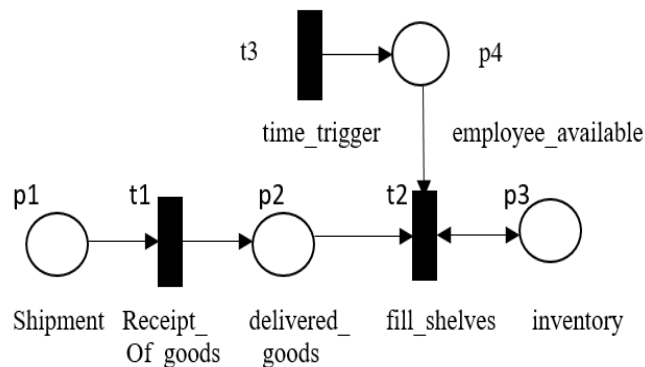 t3
p4
time_trigger
employee_available
p1
t1
p2
t2
p3
Shipment
Receipt_
Of goods
delivered_
goods
fill_shelves
inventory